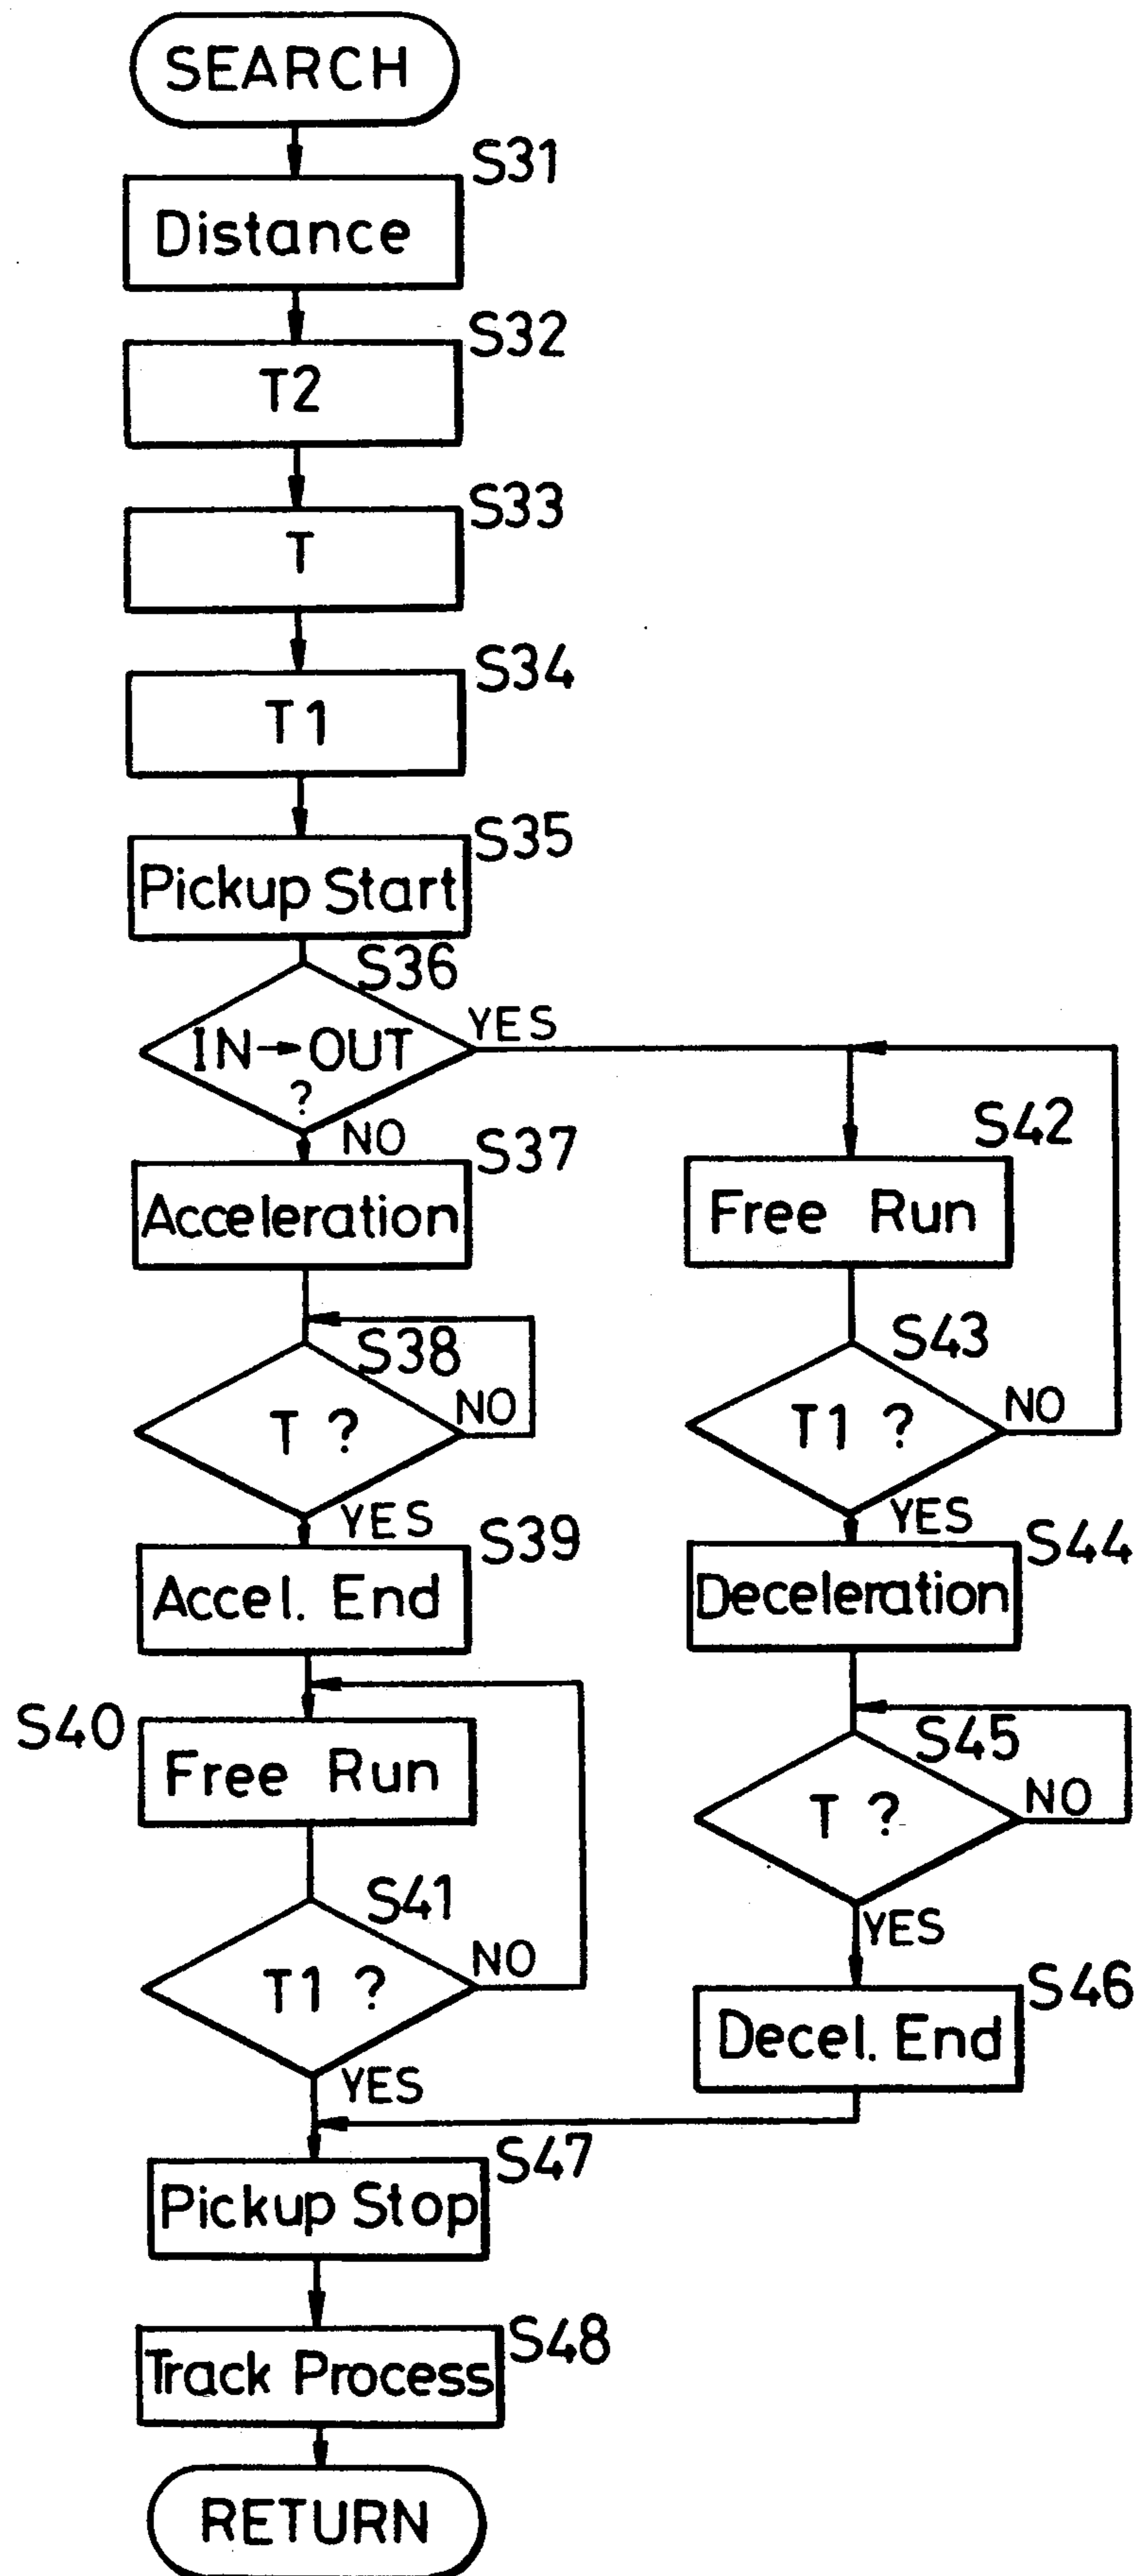 SEARCH
S31
Distance
S32
T2
S33
T
S34
T1
S35
Pickup Start
S36
IN→OUT
?
YES
NO
S37
Acceleration
S38
T ?
NO
YES
S39
Accel. End
S40
Free Run
S41
T1 ?
NO
YES
S42
Free Run
S43
T1 ?
NO
YES
S44
Deceleration
S45
T ?
NO
YES
S46
Decel. End
S47
Pickup Stop
S48
Track Process
RETURN